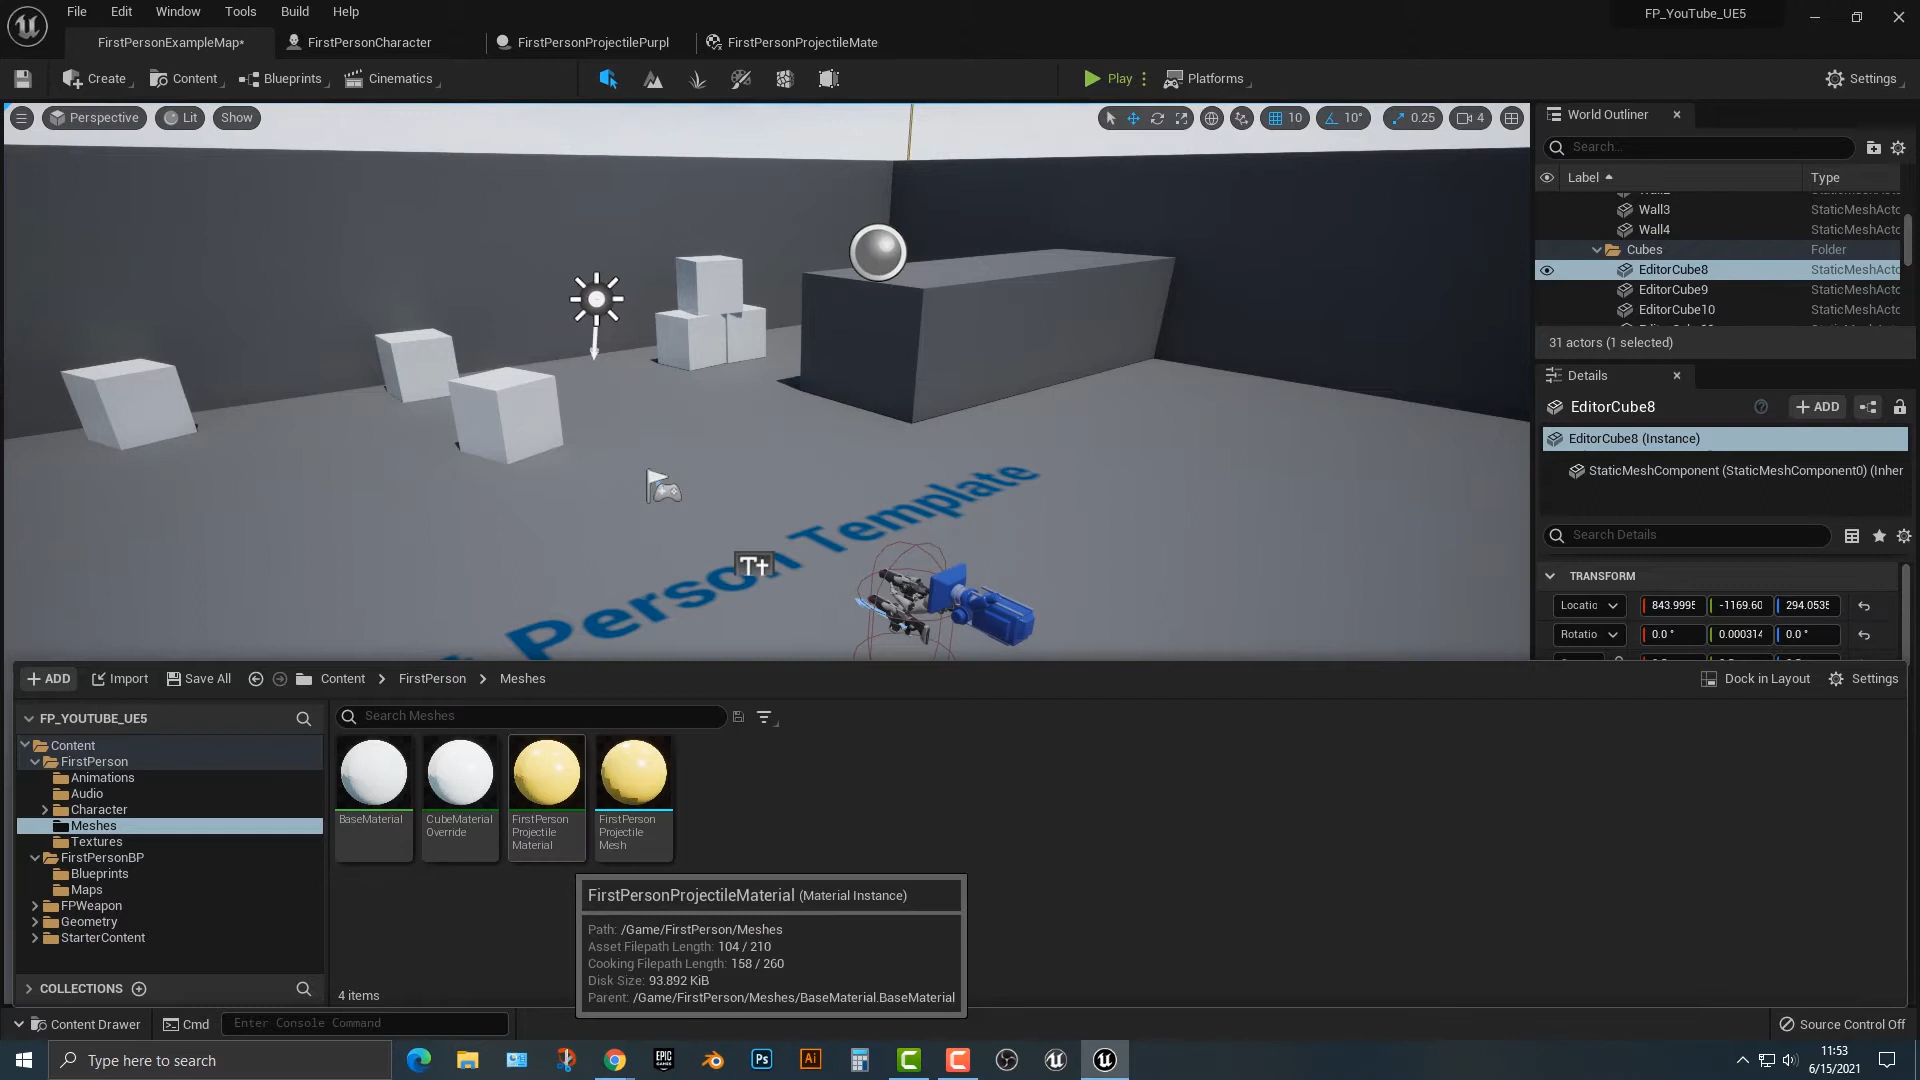 File Edit Window Tools Build Help
FP_YouTube_UE5
FirstPersonExampleMap* FirstPersonCharacter FirstPersonProjectilePurpl FirstPersonProjectileMate
Create Content Blueprints Cinematics Play Platforms Settings
Perspective Lit Show 10 10° 0.25 4
World Outliner
Search...
Label Type
Wall3 StaticMeshActo
Wall4 StaticMeshActo
Cubes Folder
EditorCube8 StaticMeshActo
EditorCube9 StaticMeshActo
EditorCube10 StaticMeshActo
31 actors (1 selected)
Details
EditorCube8 ADD
EditorCube8 (Instance)
StaticMeshComponent (StaticMeshComponent0) (Inher
Search Details
TRANSFORM
Locatic 843.999 -1169.60 294.053
Rotatio 0.0 ° 0.000314 0.0 °
Person Template
ADD Import Save All Content FirstPerson Meshes Dock in Layout Settings
FP_YOUTUBE_UE5
Search Meshes
Content
FirstPerson
Animations
Audio
Character
Meshes
Textures
FirstPersonBP
Blueprints
Maps
FPWeapon
Geometry
StarterContent
COLLECTIONS
BaseMaterial
CubeMaterial
Override
FirstPerson
Projectile
Material
FirstPerson
Projectile
Mesh
FirstPersonProjectileMaterial (Material Instance)
Path: /Game/FirstPerson/Meshes
Asset Filepath Length: 104 / 210
Cooking Filepath Length: 158 / 260
Disk Size: 93.892 KiB
Parent: /Game/FirstPerson/Meshes/BaseMaterial.BaseMaterial
4 items
Content Drawer Cmd Enter Console Command Source Control Off
Type here to search
EPIC GAMES
Ps
Ai
11:53
6/15/2021